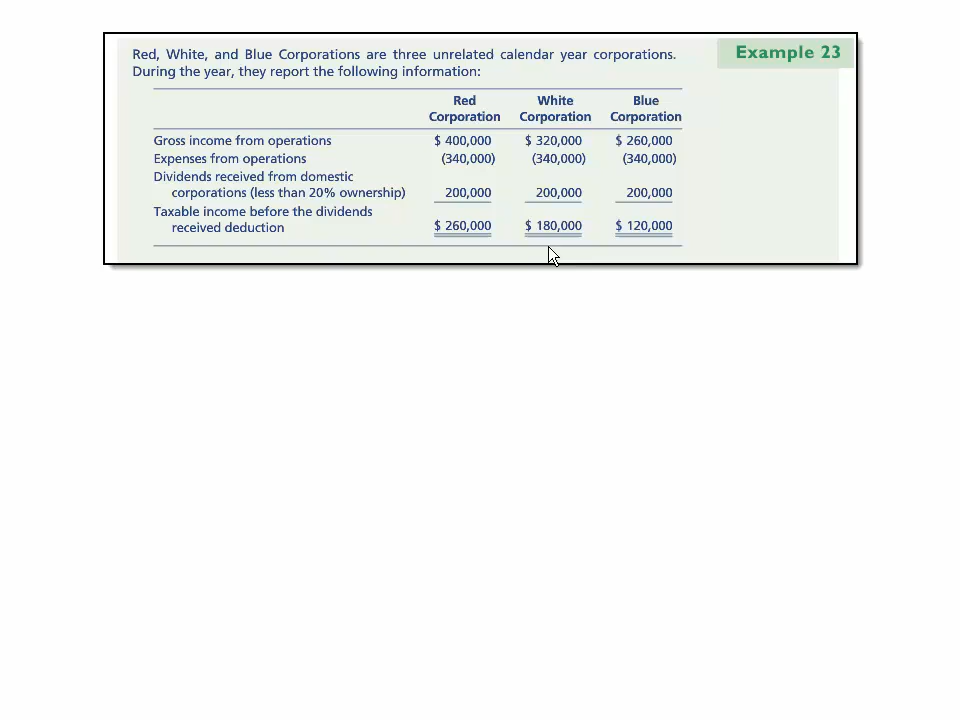 Red, White, and Blue Corporations are three unrelated calendar year corporations.
During the year, they report the following information:
Example 23
Red White Blue
Corporation Corporation Corporation
Gross income from operations $ 400,000 $ 320,000 $ 260,000
Expenses from operations (340,000) (340,000) (340,000)
Dividends received from domestic
corporations (less than 20% ownership) 200,000 200,000 200,000
Taxable income before the dividends
received deduction $ 260,000 $ 180,000 $ 120,000